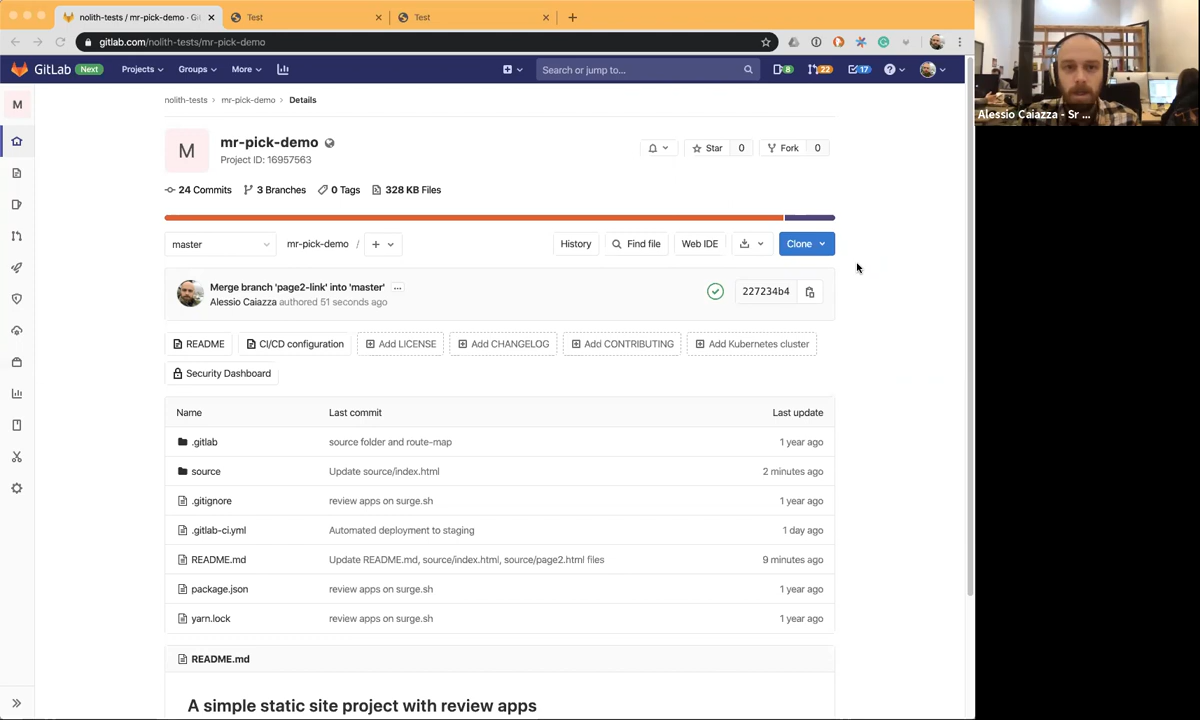 nolith-tests / mr-pick-demo · Gi
Test
Test
gitlab.com/nolith-tests/mr-pick-demo
GitLab Next Projects Groups More Search or jump to... 8 22 17
nolith-tests > mr-pick-demo > Details
M
M
mr-pick-demo
Project ID: 16957563
Star 0 Fork 0
24 Commits 3 Branches 0 Tags 328 KB Files
master mr-pick-demo / + History Find file Web IDE Clone
Merge branch 'page2-link' into 'master' ...
Alessio Caiazza authored 51 seconds ago
227234b4
README CI/CD configuration Add LICENSE Add CHANGELOG Add CONTRIBUTING Add Kubernetes cluster
Security Dashboard
Name Last commit Last update
.gitlab source folder and route-map 1 year ago
source Update source/index.html 2 minutes ago
.gitignore review apps on surge.sh 1 year ago
.gitlab-ci.yml Automated deployment to staging 1 day ago
README.md Update README.md, source/index.html, source/page2.html files 9 minutes ago
package.json review apps on surge.sh 1 year ago
yarn.lock review apps on surge.sh 1 year ago
README.md
A simple static site project with review apps
Alessio Caiazza - Sr ...